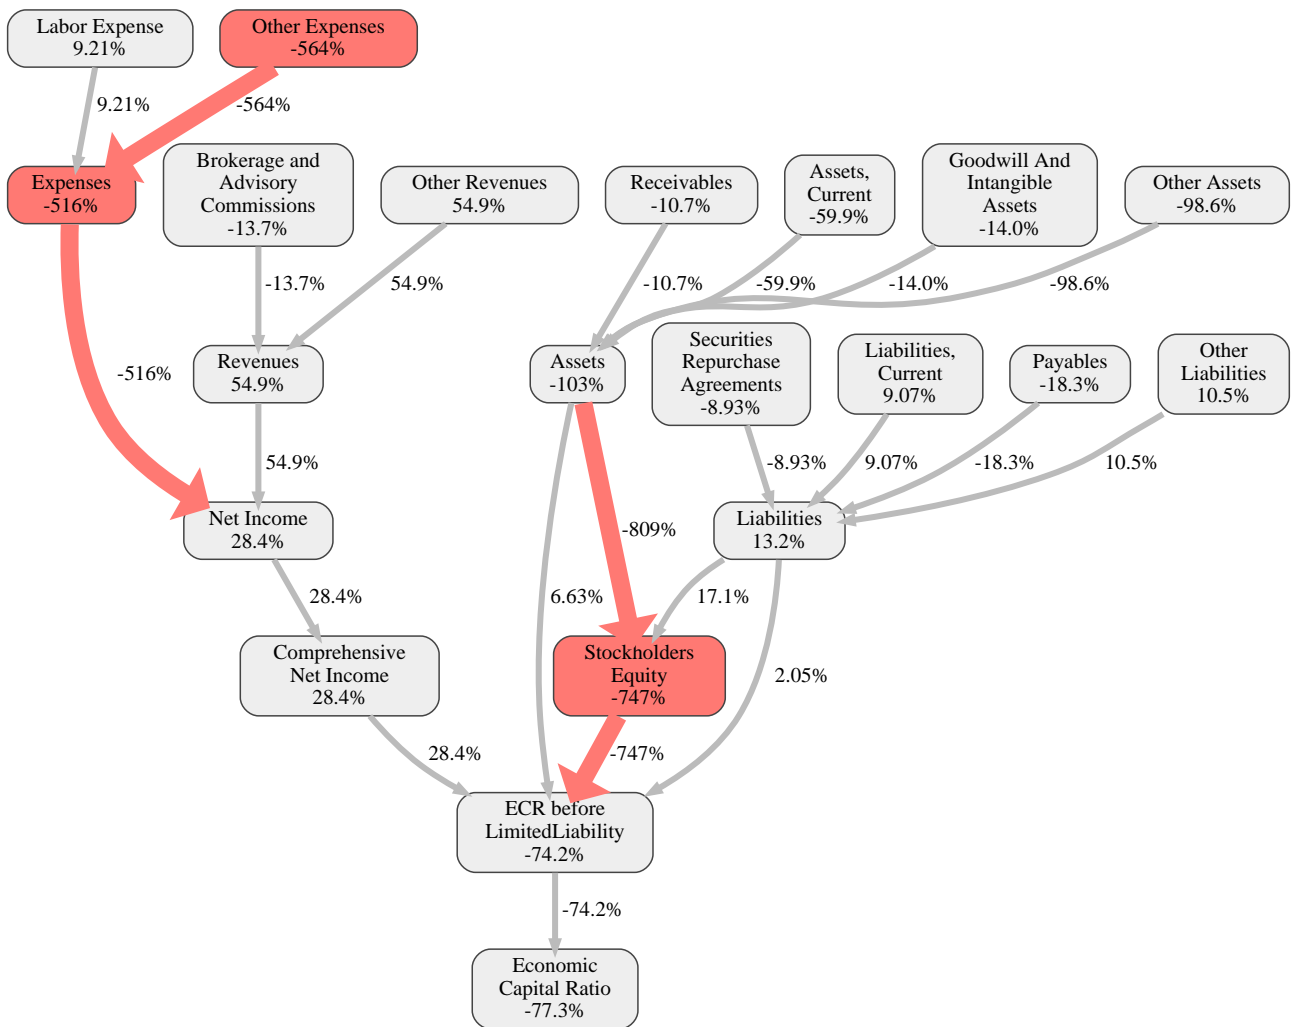 Labor Expense
9.21%
Other Expenses
-564%
9.21%
-564%
Expenses
-516%
Brokerage and
Advisory
Commissions
-13.7%
Other Revenues
54.9%
Receivables
-10.7%
Assets,
Current
-59.9%
Goodwill And
Intangible
Assets
-14.0%
Other Assets
-98.6%
-13.7%
54.9%
-10.7%
-59.9%
-14.0%
-98.6%
-516%
Revenues
54.9%
Assets
-103%
Securities
Repurchase
Agreements
-8.93%
Liabilities,
Current
9.07%
Payables
-18.3%
Other
Liabilities
10.5%
54.9%
-8.93%
9.07%
-18.3%
10.5%
Net Income
28.4%
-809%
Liabilities
13.2%
28.4%
6.63%
17.1%
Comprehensive
Net Income
28.4%
Stockholders
Equity
-747%
2.05%
28.4%
-747%
ECR before
LimitedLiability
-74.2%
-74.2%
Economic
Capital Ratio
-77.3%